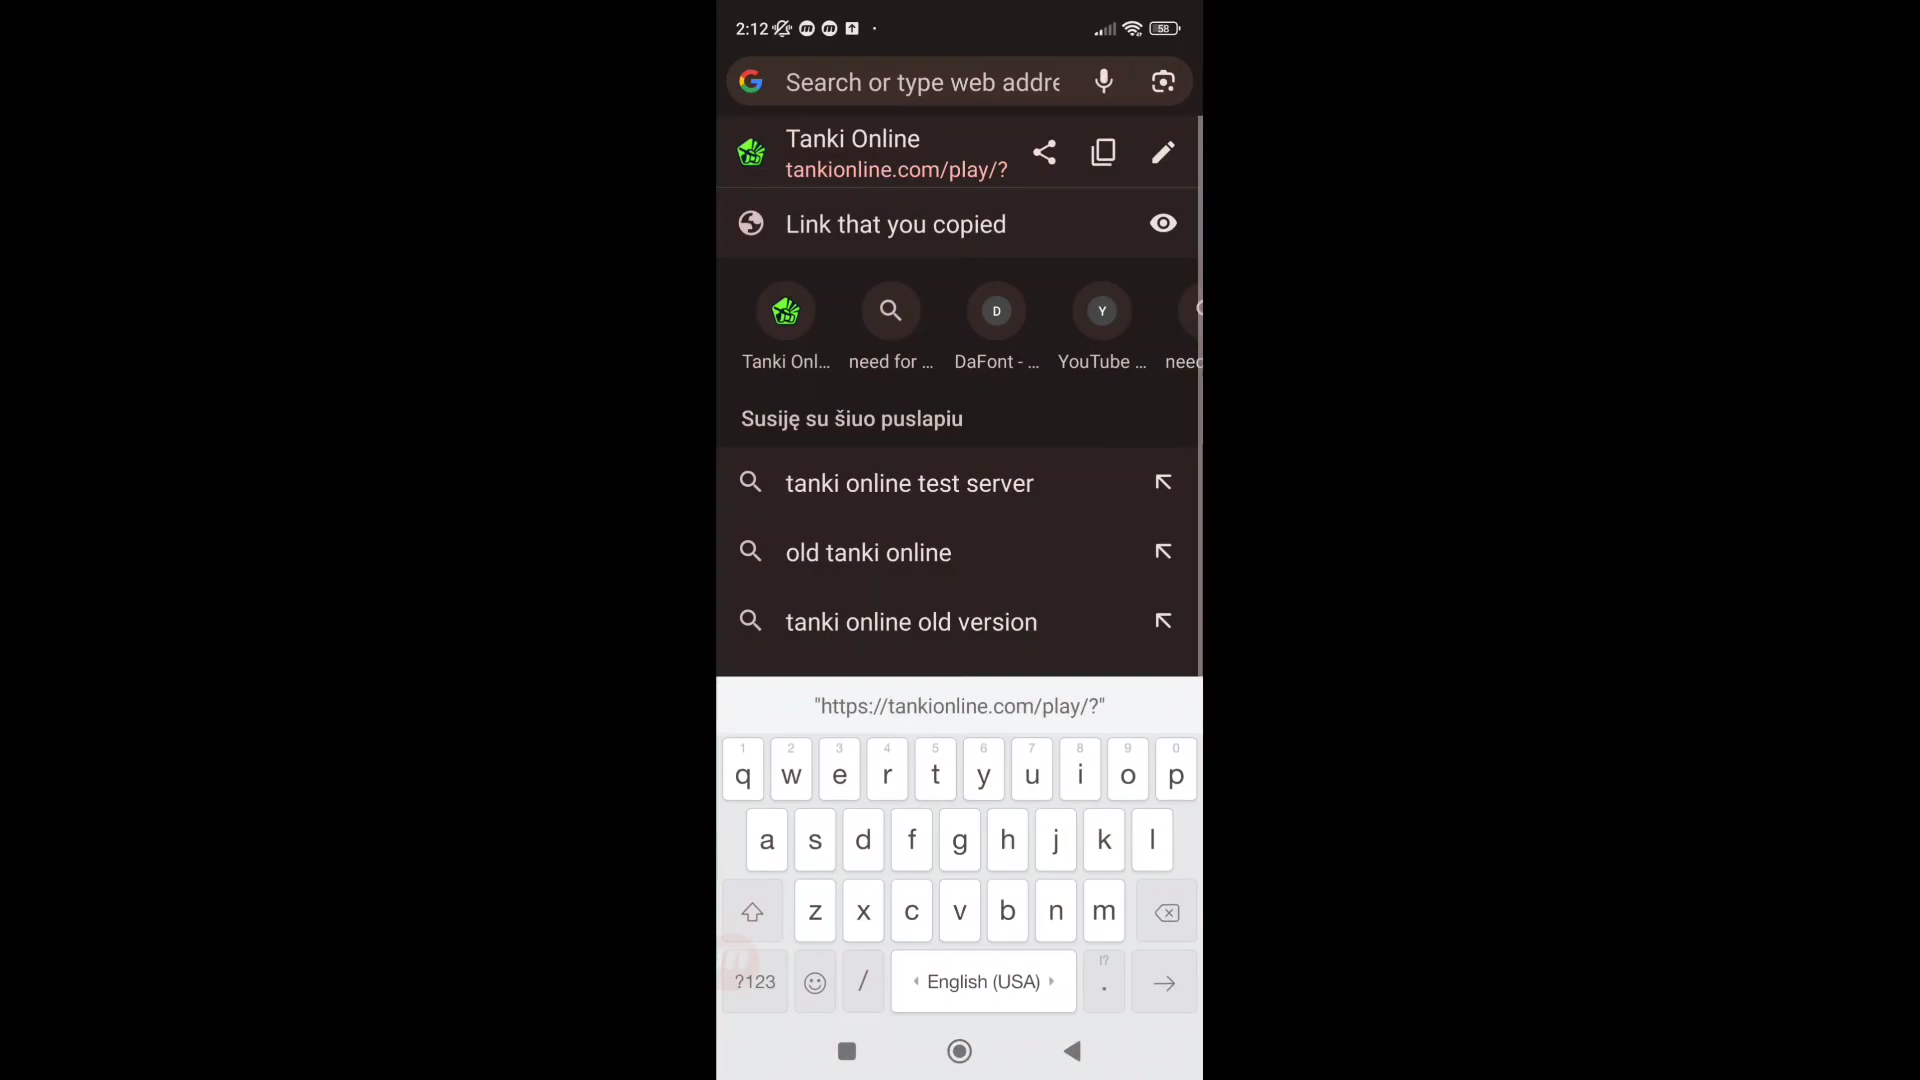 2:12
58
Search or type web addre
Tanki Online
tankionline.com/play/?
Link that you copied
D
Y
Tanki Onl...
need for ...
DaFont - ...
YouTube ...
need
Susiję su šiuo puslapiu
tanki online test server
old tanki online
tanki online old version
"https://tankionline.com/play/?"
1 2 3 4 5 6 7 8 9 0
q w e r t y u i o p
a s d f g h j k l
z x c v b n m
!?
?123 / English (USA) .